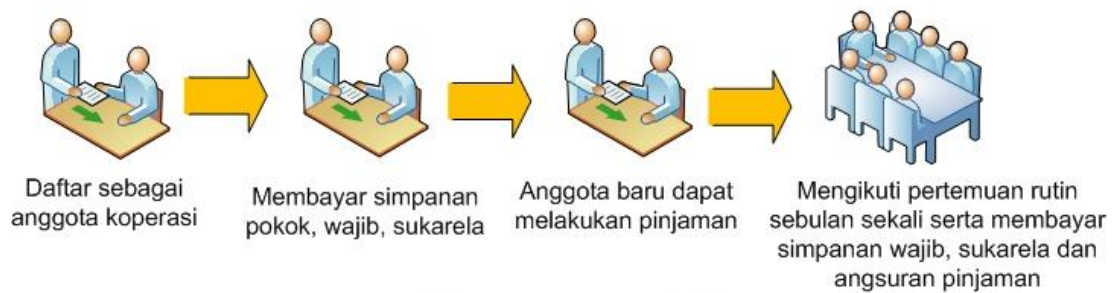 Daftar sebagai
anggota koperasi
Membayar simpanan
pokok, wajib, sukarela
Anggota baru dapat
melakukan pinjaman
Mengikuti pertemuan rutin
sebulan sekali serta membayar
simpanan wajib, sukarela dan
angsuran pinjaman